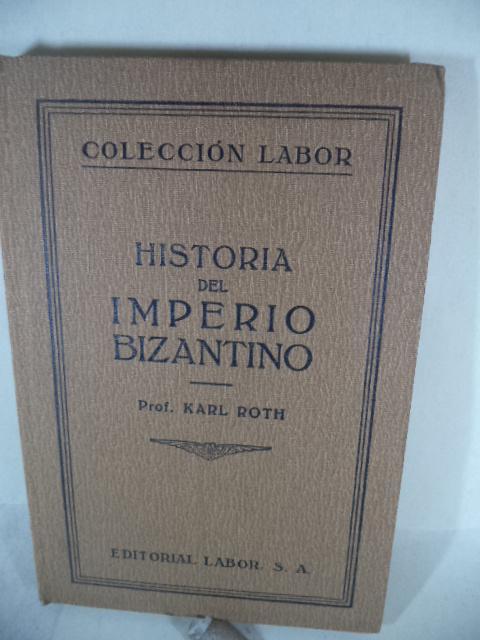 COLECCIÓN LABOR
HISTORIA
DEL
IMPERIO
BIZANTINO
Prof. KARL ROTH
EDITORIAL LABOR, S. A.